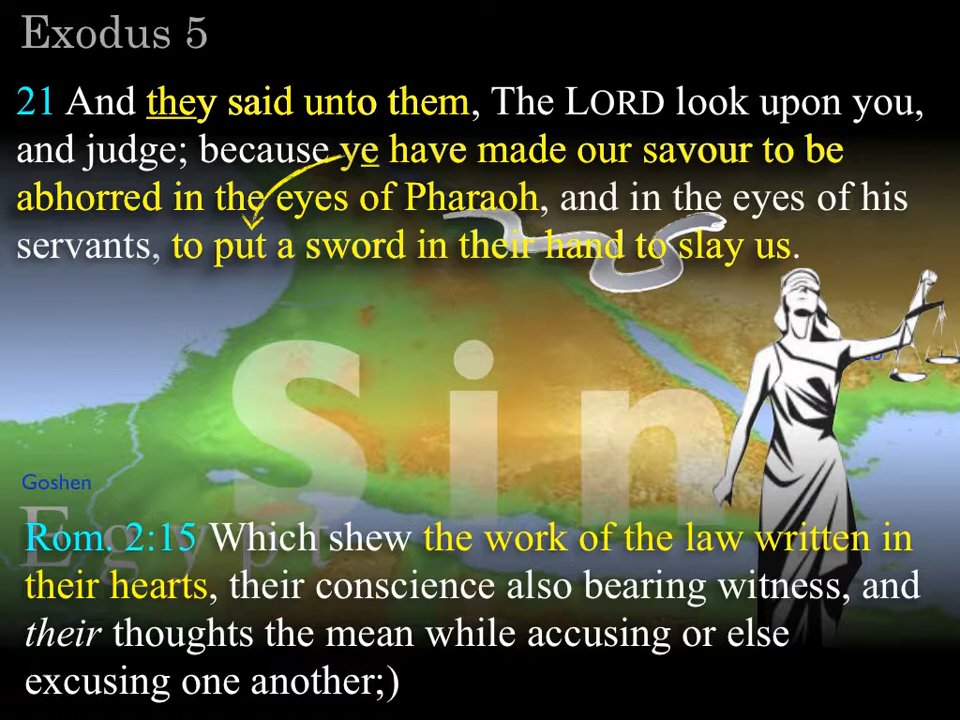 Exodus 5
21 And they said unto them, The LORD look upon you,
and judge; because ye have made our savour to be
abhorred in the eyes of Pharaoh, and in the eyes of his
servants, to put a sword in their hand to slay us.
Sin
Goshen
Egypt
Rom. 2:15 Which shew the work of the law written in
their hearts, their conscience also bearing witness, and
their thoughts the mean while accusing or else
excusing one another;)